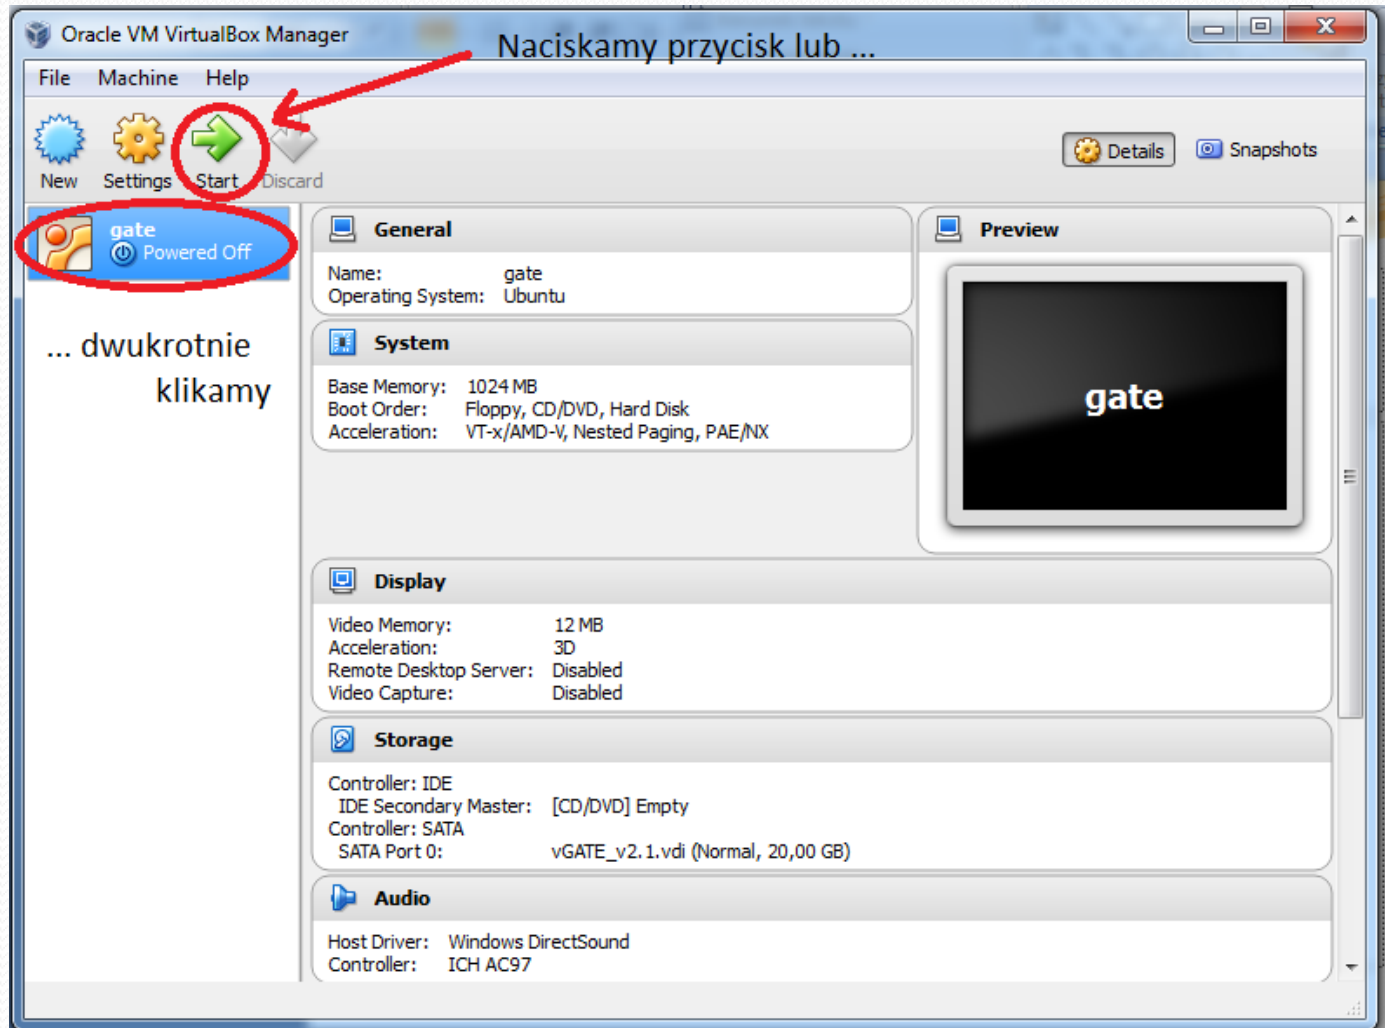 Oracle VM VirtualBox Manager
Naciskamy przycisk lub ...
File Machine Help
New Settings Start Discard
Details Snapshots
gate
Powered Off
... dwukrotnie
klikamy
General
Name: gate
Operating System: Ubuntu
System
Base Memory: 1024 MB
Boot Order: Floppy, CD/DVD, Hard Disk
Acceleration: VT-x/AMD-V, Nested Paging, PAE/NX
Preview
gate
Display
Video Memory: 12 MB
Acceleration: 3D
Remote Desktop Server: Disabled
Video Capture: Disabled
Storage
Controller: IDE
IDE Secondary Master: [CD/DVD] Empty
Controller: SATA
SATA Port 0: vGATE_v2.1.vdi (Normal, 20,00 GB)
Audio
Host Driver: Windows DirectSound
Controller: ICH AC97